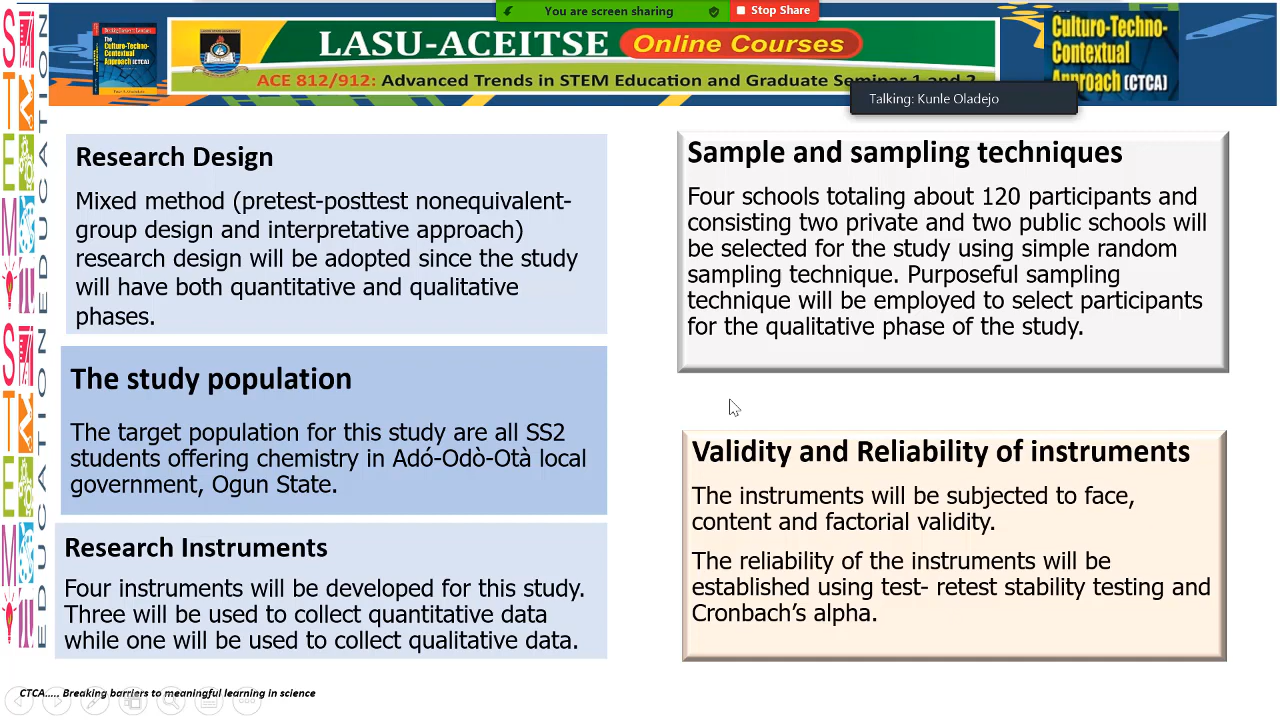 You are screen sharing
Stop Share
LASU-ACEITSE Online Courses
ACE 812/912: Advanced Trends in STEM Education and Graduate Seminar 1 and 2
Talking: Kunle Oladejo
The
Culturo-Techno-
Contextual
Approach (CTCA)
Culturo-Techno-
Contextual
Approach (CTCA)
STEM EDUCATION
STEM EDUCATION
Research Design
Mixed method (pretest-posttest nonequivalent-
group design and interpretative approach)
research design will be adopted since the study
will have both quantitative and qualitative
phases.
The study population
The target population for this study are all SS2
students offering chemistry in Adó-Odò-Otà local
government, Ogun State.
Research Instruments
Four instruments will be developed for this study.
Three will be used to collect quantitative data
while one will be used to collect qualitative data.
Sample and sampling techniques
Four schools totaling about 120 participants and
consisting two private and two public schools will
be selected for the study using simple random
sampling technique. Purposeful sampling
technique will be employed to select participants
for the qualitative phase of the study.
Validity and Reliability of instruments
The instruments will be subjected to face,
content and factorial validity.
The reliability of the instruments will be
established using test- retest stability testing and
Cronbach's alpha.
CTCA….. Breaking barriers to meaningful learning in science